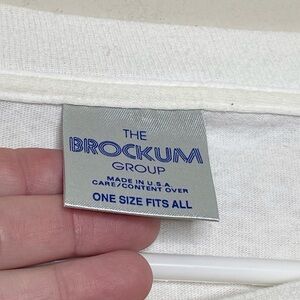 THE
BROCKUM
GROUP
MADE IN U.S.A.
CARE/CONTENT OVER
ONE SIZE FITS ALL